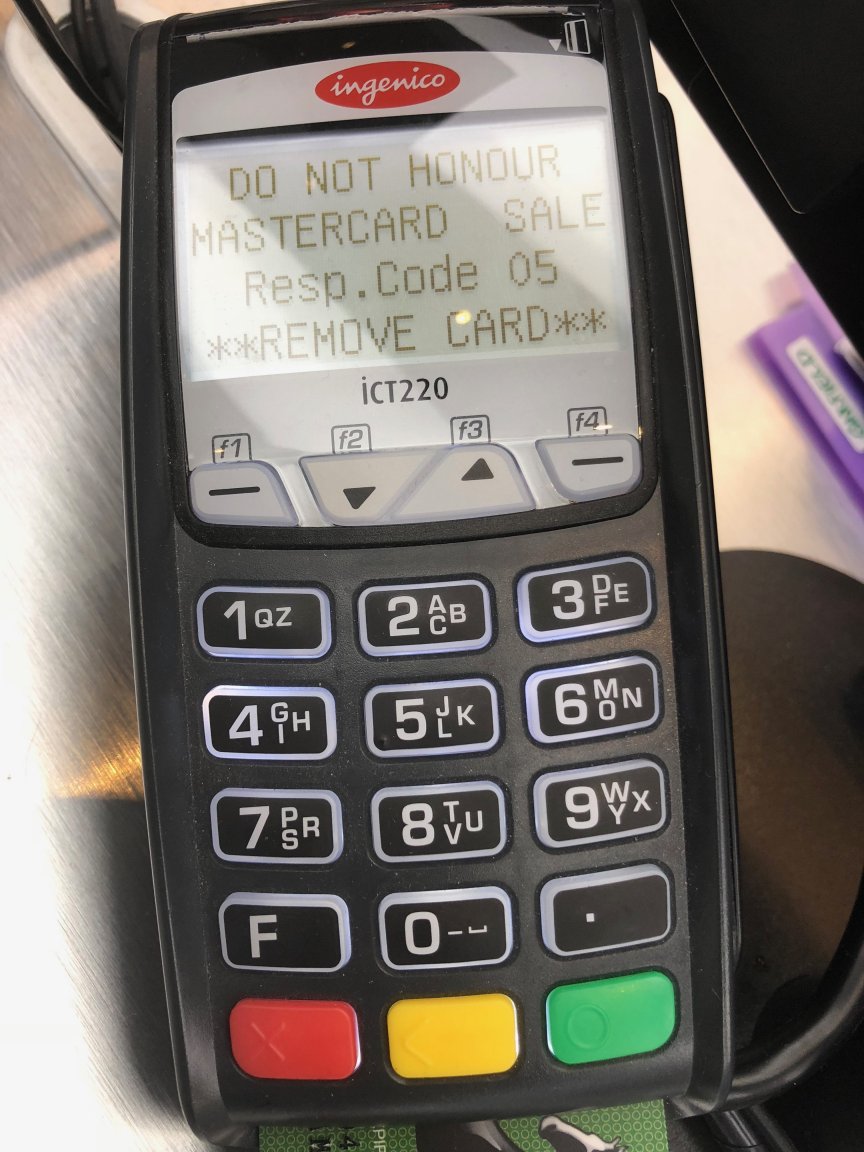 ingenico
DO NOT HONOUR
MASTERCARD SALE
Resp.Code 05
**REMOVE CARD**
iCT220
f1 f2 f3 f4
1 QZ 2 ABC 3 DEF
4 GHI 5 JKL 6 MNO
7 PRS 8 TUV 9 WXY
F 0 -⎵ .